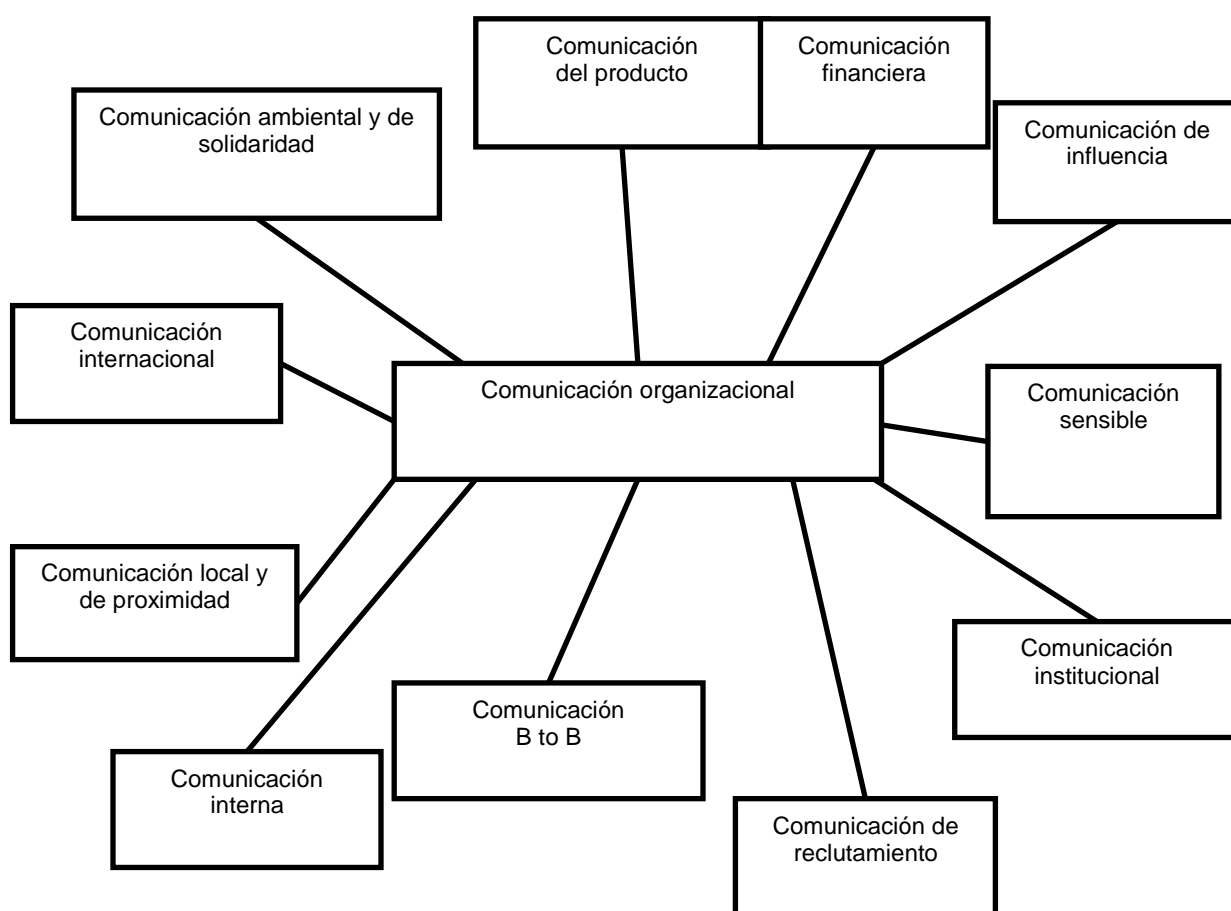 Comunicación
del producto
Comunicación
financiera
Comunicación ambiental y de
solidaridad
Comunicación de
influencia
Comunicación
internacional
Comunicación organizacional
Comunicación
sensible
Comunicación local y
de proximidad
Comunicación
institucional
Comunicación
B to B
Comunicación
interna
Comunicación de
reclutamiento